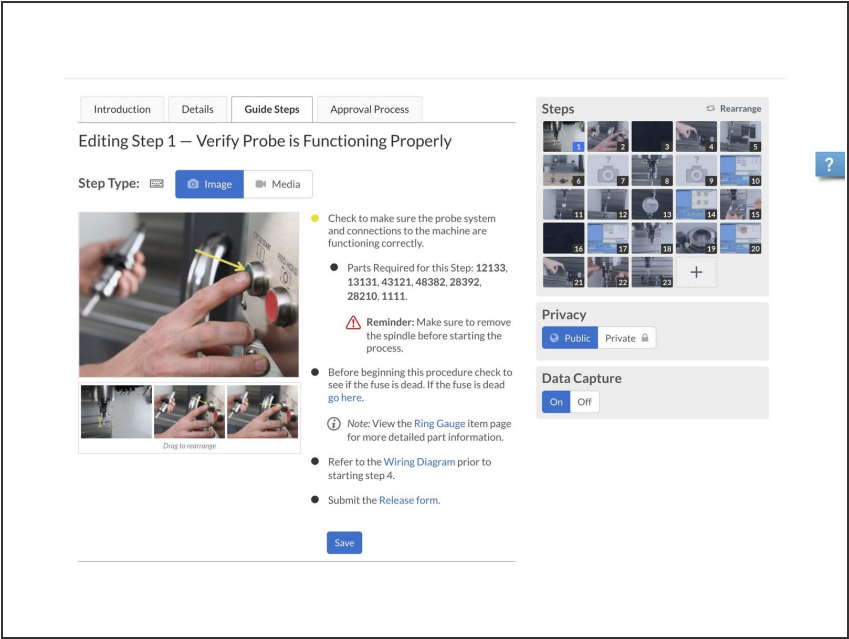 Introduction
Details
Guide Steps
Approval Process
Editing Step 1 — Verify Probe is Functioning Properly
Step Type:
Image
Media
Drag to rearrange
Check to make sure the probe system
and connections to the machine are
functioning correctly.
Parts Required for this Step: 12133,
13131, 43121, 48382, 28392,
28210, 1111.
Reminder: Make sure to remove
the spindle before starting the
process.
Before beginning this procedure check to
see if the fuse is dead. If the fuse is dead
go here.
Note: View the Ring Gauge item page
for more detailed part information.
Refer to the Wiring Diagram prior to
starting step 4.
Submit the Release form.
Save
Steps
Rearrange
1
2
3
4
5
6
7
8
9
10
11
12
13
14
15
16
17
18
19
20
21
22
23
+
Privacy
Public
Private
Data Capture
On
Off
?